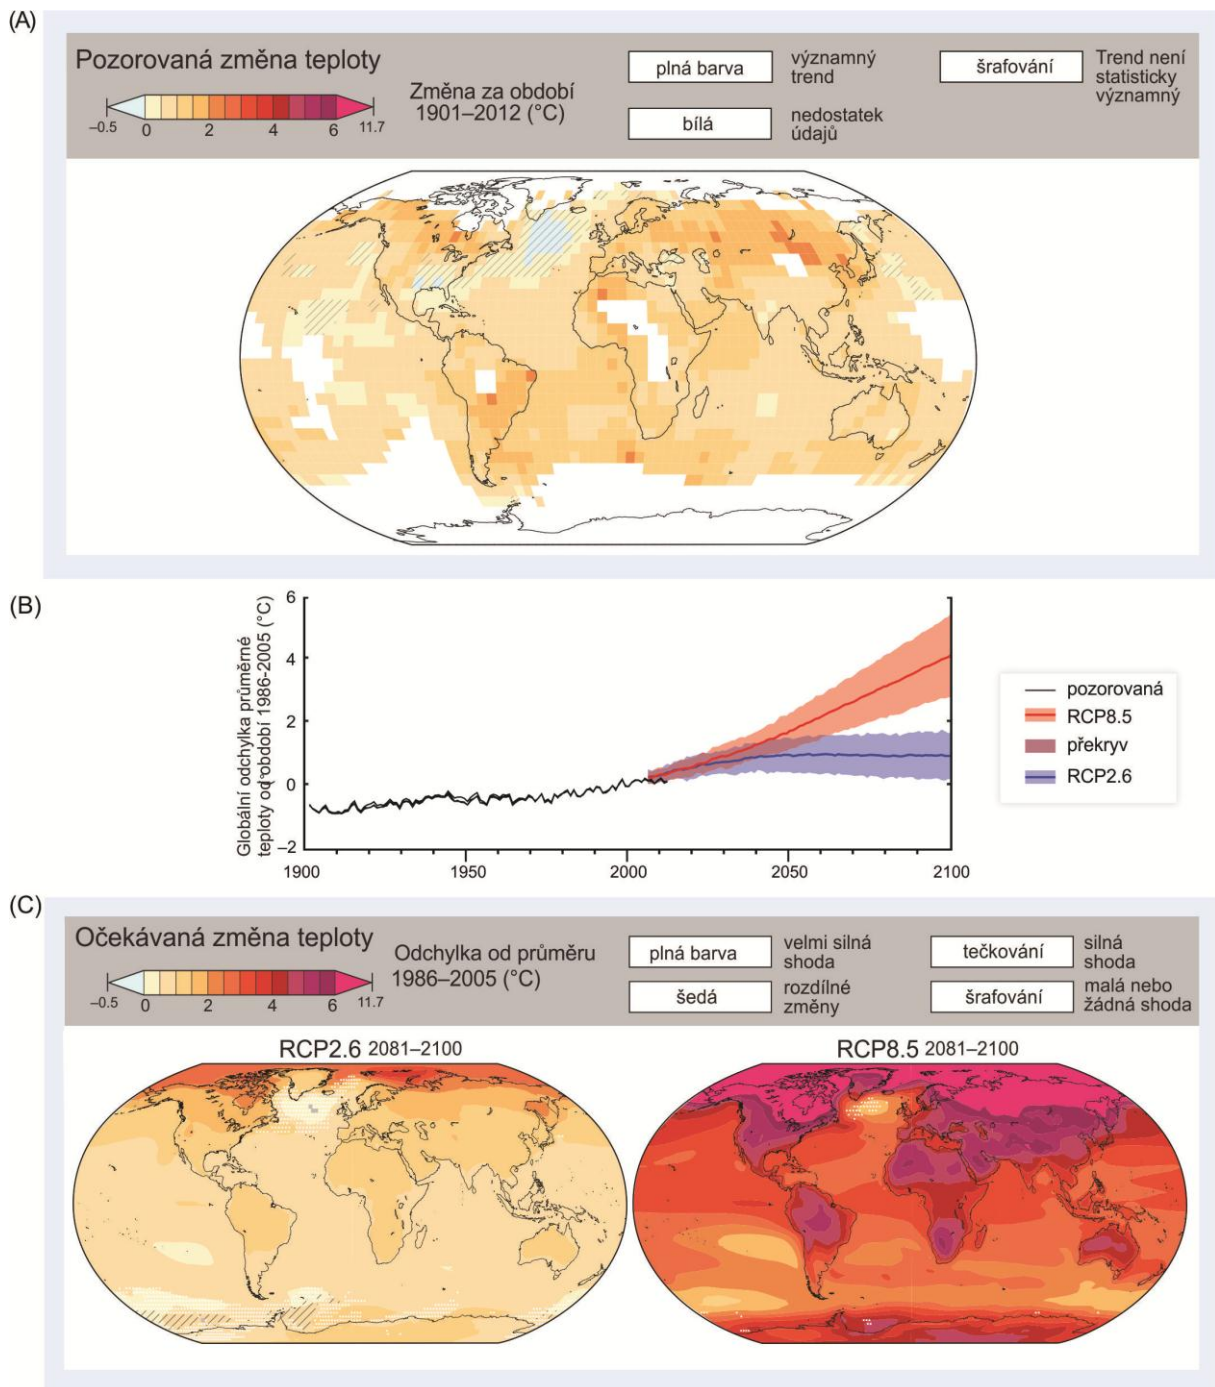 (A)
Pozorovaná změna teploty
−0.5 0 2 4 6 11.7
Změna za období
1901–2012 (°C)
plná barva
významný
trend
bílá
nedostatek
údajů
šrafování
Trend není
statisticky
významný
(B)
Globální odchylka průměrné
teploty od období 1986-2005 (°C)
6
4
2
0
−2
1900 1950 2000 2050 2100
pozorovaná
RCP8.5
překryv
RCP2.6
(C)
Očekávaná změna teploty
−0.5 0 2 4 6 11.7
Odchylka od průměru
1986–2005 (°C)
plná barva
velmi silná
shoda
šedá
rozdílné
změny
tečkování
silná
shoda
šrafování
malá nebo
žádná shoda
RCP2.6 2081–2100
RCP8.5 2081–2100